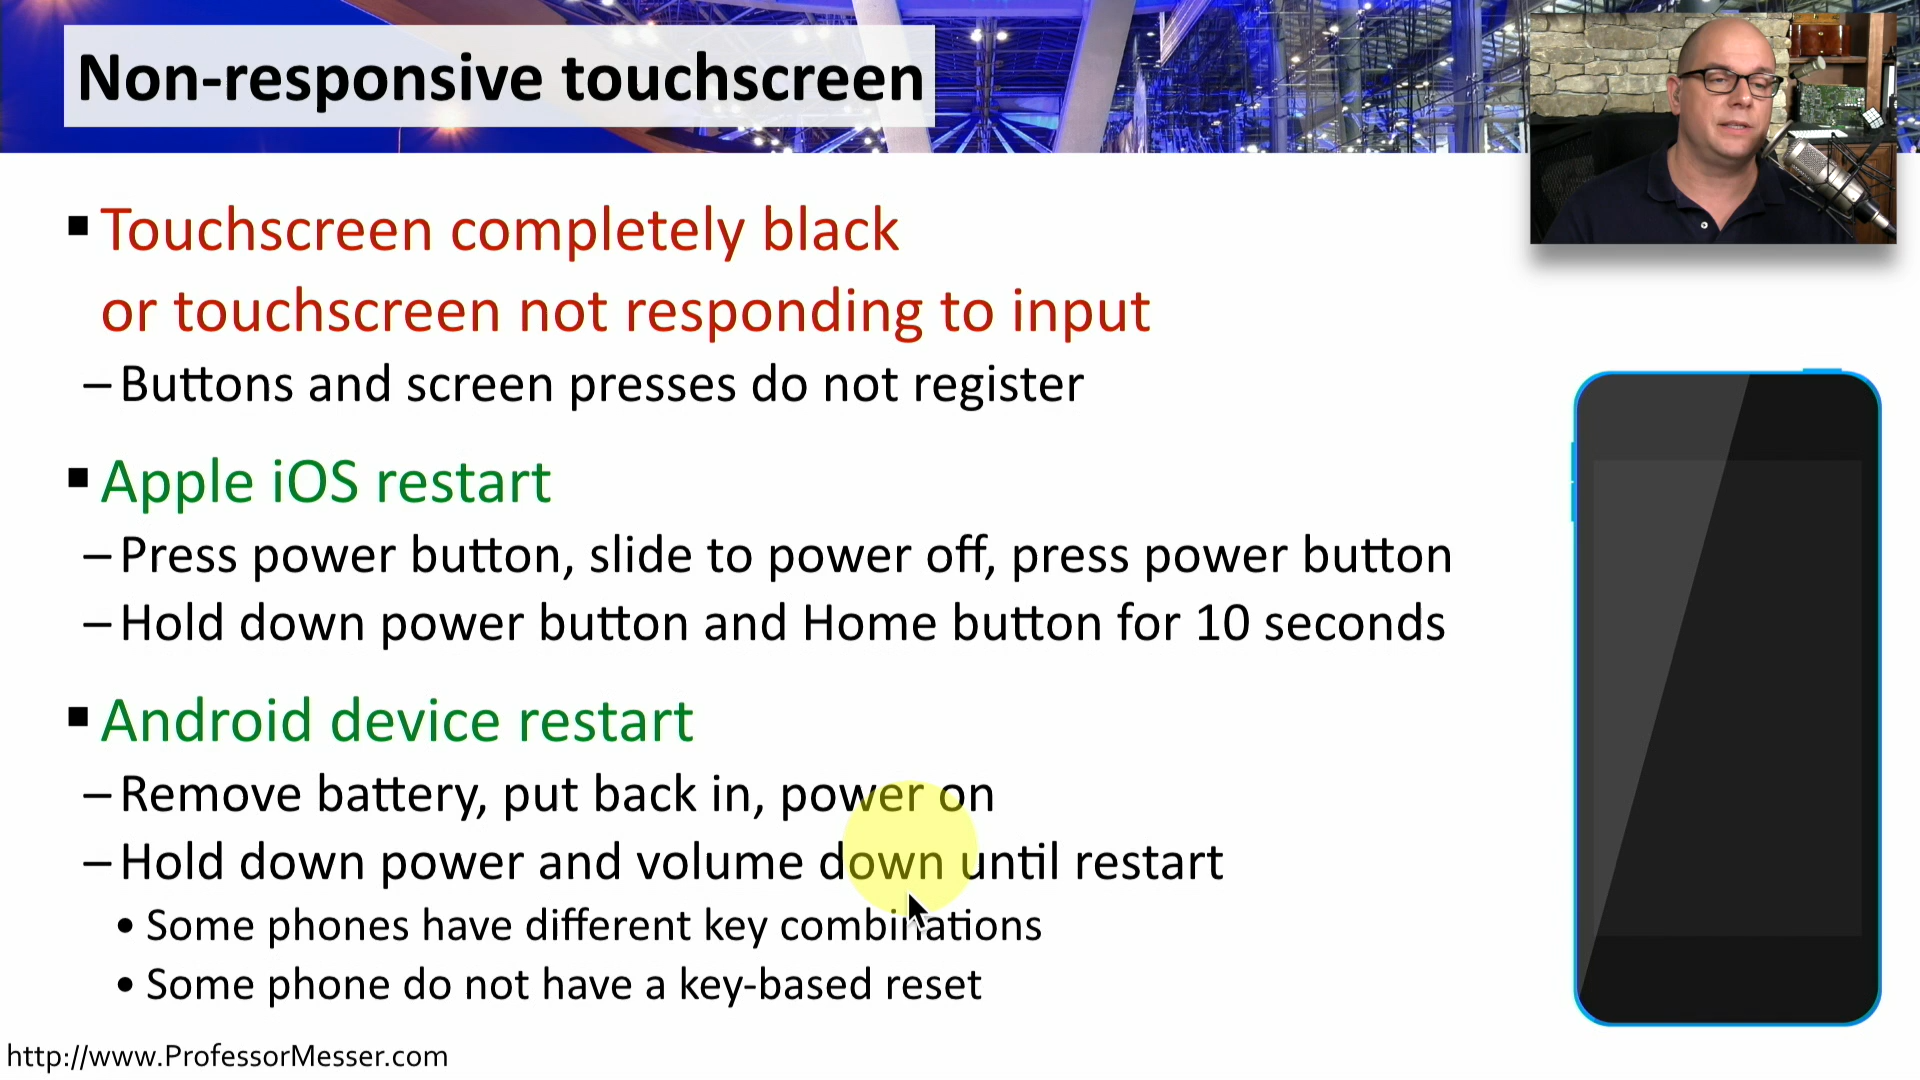 Non-responsive touchscreen
▪ Touchscreen completely black
or touchscreen not responding to input
– Buttons and screen presses do not register
▪ Apple iOS restart
– Press power button, slide to power off, press power button
– Hold down power button and Home button for 10 seconds
▪ Android device restart
– Remove battery, put back in, power on
– Hold down power and volume down until restart
• Some phones have different key combinations
• Some phone do not have a key-based reset
http://www.ProfessorMesser.com